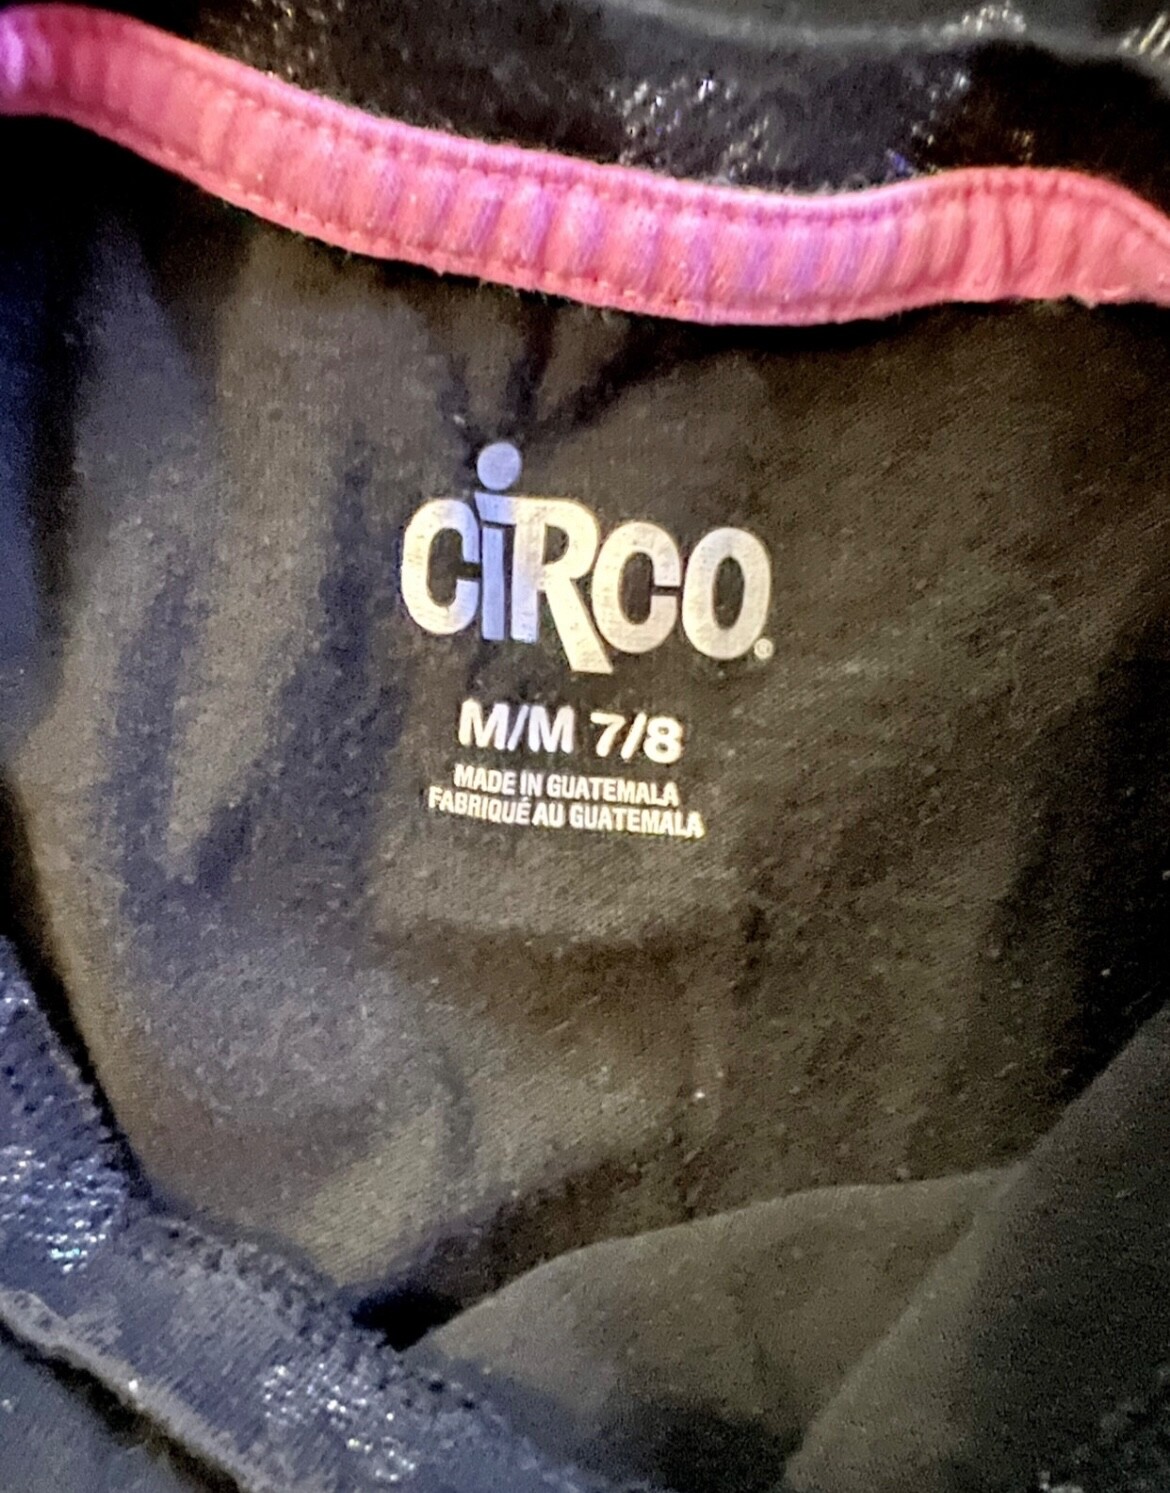 CiRCO®
M/M 7/8
MADE IN GUATEMALA
FABRIQUÉ AU GUATEMALA